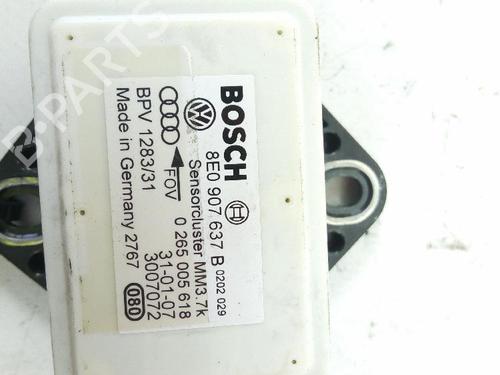 BOSCH
8E0 907 637 B 0202 029
Sensorcluster MM3.7k
FOV 0 265 005 618
BPV 1283/31 31-01-07
Made in Germany 2767 3007072
080
B-PARTS